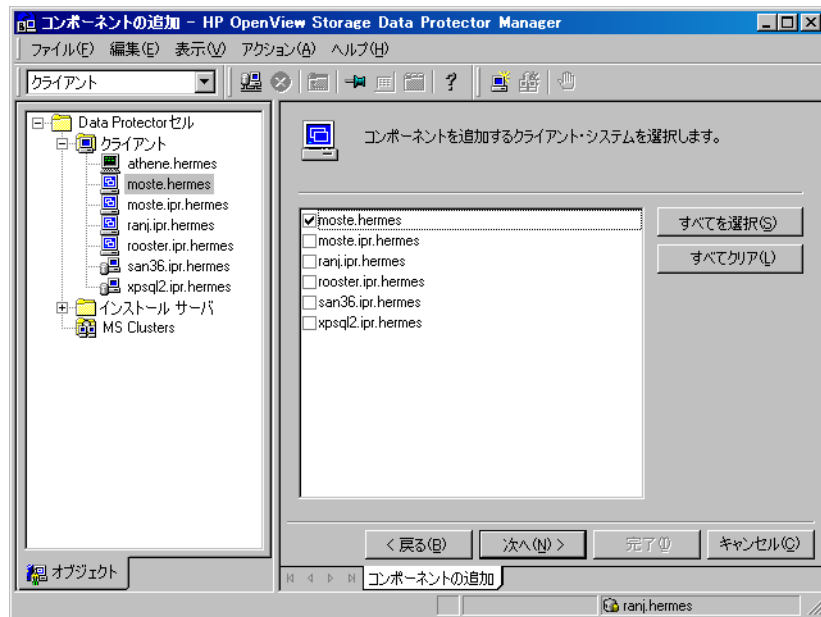 コンポーネントの追加 - HP OpenView Storage Data Protector Manager
ファイル(F) 編集(E) 表示(V) アクション(A) ヘルプ(H)
クライアント
Data Protectorセル
クライアント
athene.hermes
moste.hermes
moste.ipr.hermes
ranj.ipr.hermes
rooster.ipr.hermes
san36.ipr.hermes
xpsql2.ipr.hermes
インストール サーバ
MS Clusters
オブジェクト
コンポーネントを追加するクライアント・システムを選択します。
moste.hermes
moste.ipr.hermes
ranj.ipr.hermes
rooster.ipr.hermes
san36.ipr.hermes
xpsql2.ipr.hermes
すべてを選択(S)
すべてクリア(L)
< 戻る(B) 次へ(N) > 完了(I) キャンセル(C)
コンポーネントの追加
ranj.hermes